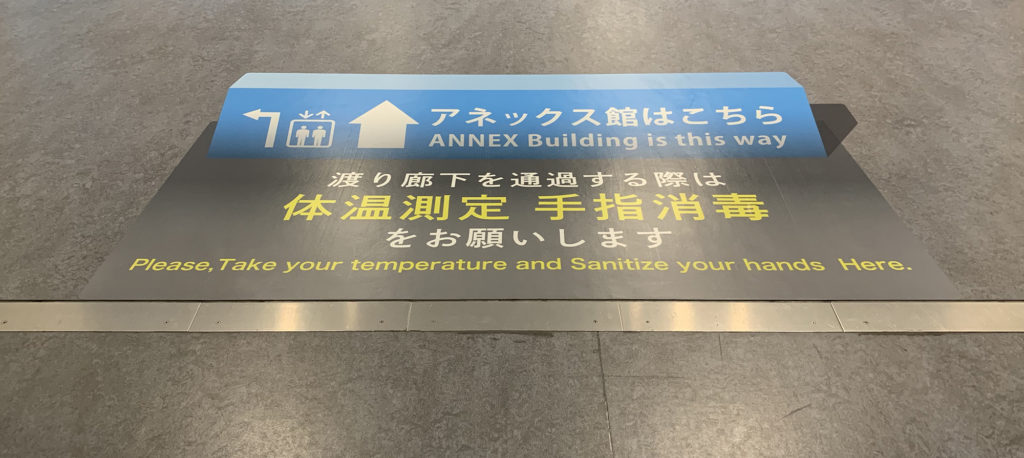 アネックス館はこちら
ANNEX Building is this way
渡り廊下を通過する際は
体温測定 手指消毒
をお願いします
Please,Take your temperature and Sanitize your hands Here.